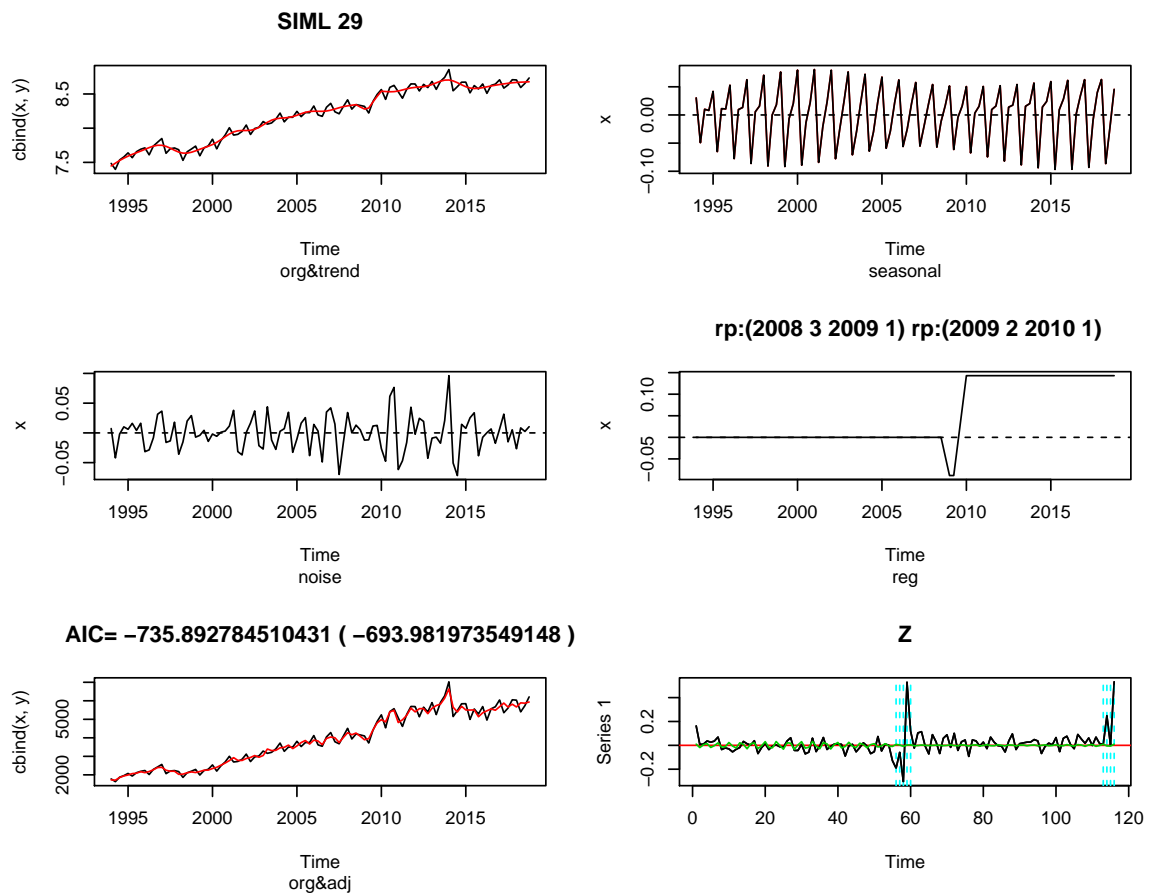 SIML 29
cbind(x, y)
8.5
7.5
1995 2000 2005 2010 2015
Time
org&trend
x
0.00
−0.10
1995 2000 2005 2010 2015
Time
seasonal
x
0.05
−0.05
1995 2000 2005 2010 2015
Time
noise
rp:(2008 3 2009 1) rp:(2009 2 2010 1)
x
0.10
−0.05
1995 2000 2005 2010 2015
Time
reg
AIC= −735.892784510431 ( −693.981973549148 )
cbind(x, y)
5000
2000
1995 2000 2005 2010 2015
Time
org&adj
Z
Series 1
0.2
−0.2
0 20 40 60 80 100 120
Time